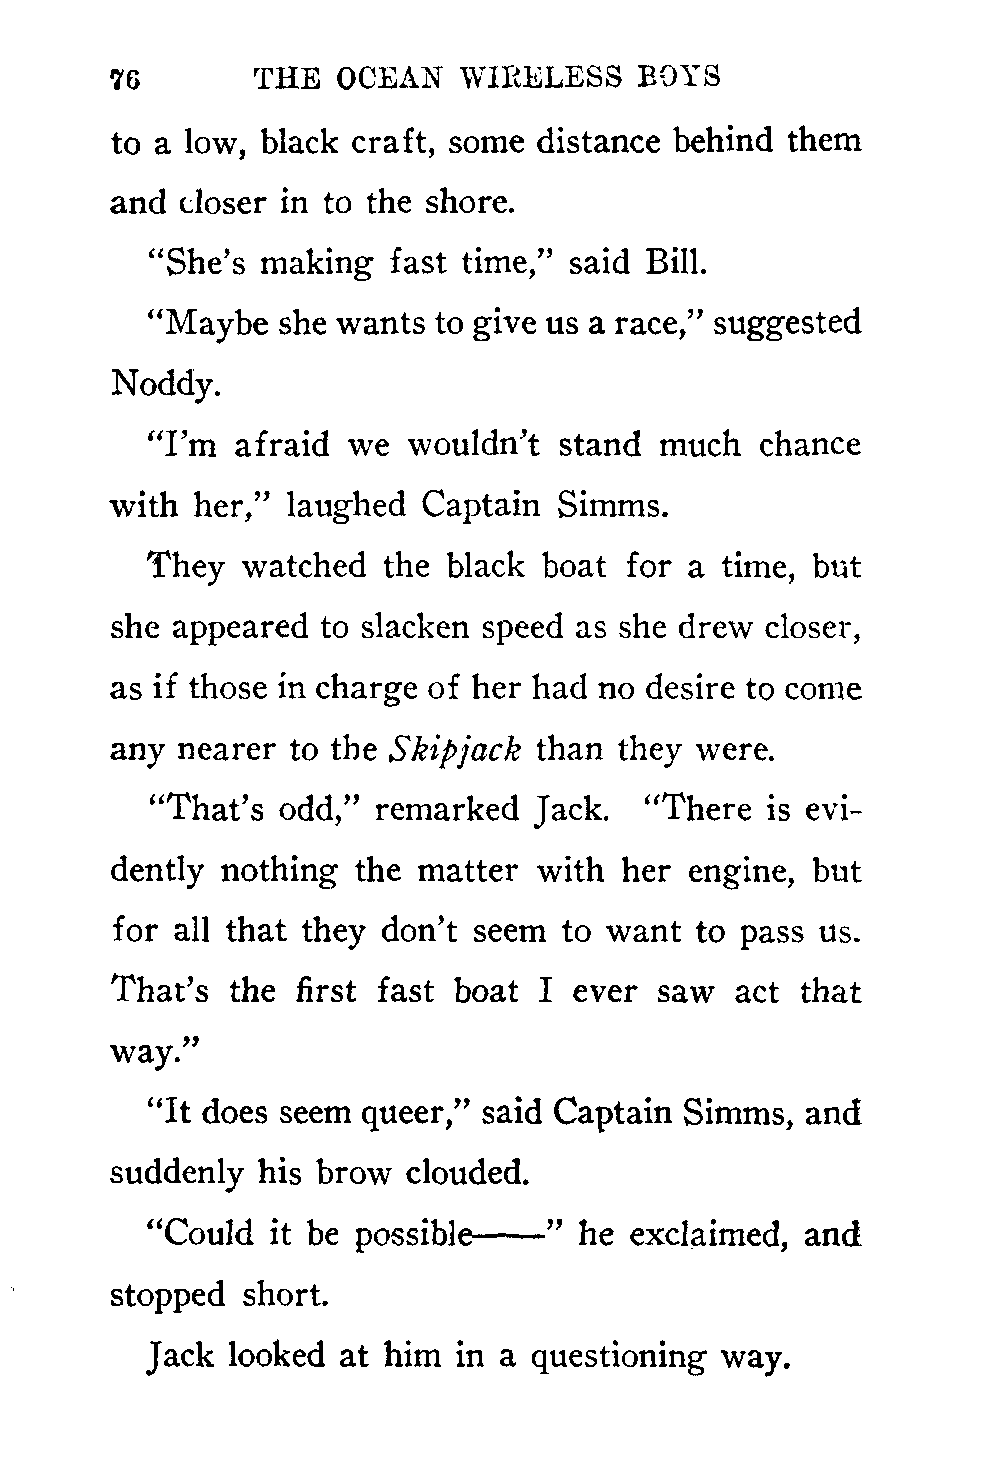 76 THE OCEAN WIRELESS BOYS
to a low, black craft, some distance behind them
and closer in to the shore.
“She’s making fast time,” said Bill.
“Maybe she wants to give us a race,” suggested
Noddy.
“I’m afraid we wouldn’t stand much chance
with her,” laughed Captain Simms.
They watched the black boat for a time, but
she appeared to slacken speed as she drew closer,
as if those in charge of her had no desire to come
any nearer to the Skipjack than they were.
“That’s odd,” remarked Jack. “There is evi-
dently nothing the matter with her engine, but
for all that they don’t seem to want to pass us.
That’s the first fast boat I ever saw act that
way.”
“It does seem queer,” said Captain Simms, and
suddenly his brow clouded.
“Could it be possible——” he exclaimed, and
stopped short.
Jack looked at him in a questioning way.